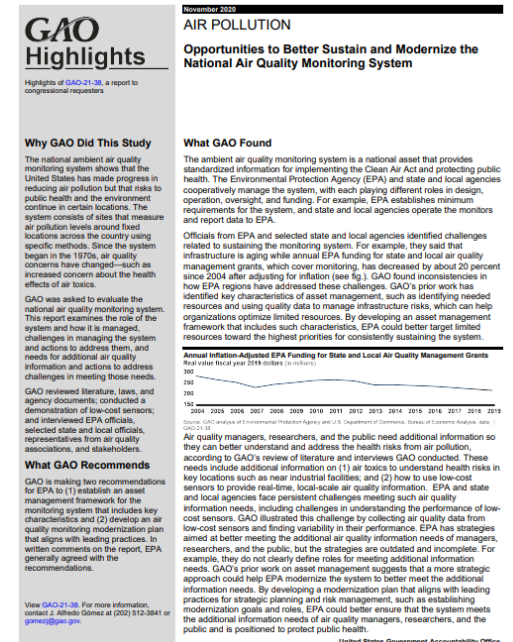 GAO
Highlights
Highlights of GAO-21-38, a report to
congressional requesters
Why GAO Did This Study
The national ambient air quality
monitoring system shows that the
United States has made progress in
reducing air pollution but that risks to
public health and the environment
continue in certain locations. The
system consists of sites that measure
air pollution levels around fixed
locations across the country using
specific methods. Since the system
began in the 1970s, air quality
concerns have changed—such as
increased concern about the health
effects of air toxics.
GAO was asked to evaluate the
national air quality monitoring system.
This report examines the role of the
system and how it is managed,
challenges in managing the system
and actions to address them, and
needs for additional air quality
information and actions to address
challenges in meeting those needs.
GAO reviewed literature, laws, and
agency documents; conducted a
demonstration of low-cost sensors;
and interviewed EPA officials,
selected state and local officials,
representatives from air quality
associations, and stakeholders.
What GAO Recommends
GAO is making two recommendations
for EPA to (1) establish an asset
management framework for the
monitoring system that includes key
characteristics and (2) develop an air
quality monitoring modernization plan
that aligns with leading practices. In
written comments on the report, EPA
generally agreed with the
recommendations.
View GAO-21-38. For more information,
contact J. Alfredo Gómez at (202) 512-3841 or
gomezj@gao.gov.
November 2020
AIR POLLUTION
Opportunities to Better Sustain and Modernize the
National Air Quality Monitoring System
What GAO Found
The ambient air quality monitoring system is a national asset that provides
standardized information for implementing the Clean Air Act and protecting public
health. The Environmental Protection Agency (EPA) and state and local agencies
cooperatively manage the system, with each playing different roles in design,
operation, oversight, and funding. For example, EPA establishes minimum
requirements for the system, and state and local agencies operate the monitors
and report data to EPA.
Officials from EPA and selected state and local agencies identified challenges
related to sustaining the monitoring system. For example, they said that
infrastructure is aging while annual EPA funding for state and local air quality
management grants, which cover monitoring, has decreased by about 20 percent
since 2004 after adjusting for inflation (see fig.). GAO found inconsistencies in
how EPA regions have addressed these challenges. GAO's prior work has
identified key characteristics of asset management, such as identifying needed
resources and using quality data to manage infrastructure risks, which can help
organizations optimize limited resources. By developing an asset management
framework that includes such characteristics, EPA could better target limited
resources toward the highest priorities for consistently sustaining the system.
Annual Inflation-Adjusted EPA Funding for State and Local Air Quality Management Grants
Real value fiscal year 2019 dollars (in millions)
300
250
200
150
2004 2005 2006 2007 2008 2009 2010 2011 2012 2013 2014 2015 2016 2017 2018 2019
Source: GAO analysis of Environmental Protection Agency and U.S. Department of Commerce, Bureau of Economic Analysis, data. |
GAO-21-38
Air quality managers, researchers, and the public need additional information so
they can better understand and address the health risks from air pollution,
according to GAO's review of literature and interviews GAO conducted. These
needs include additional information on (1) air toxics to understand health risks in
key locations such as near industrial facilities; and (2) how to use low-cost
sensors to provide real-time, local-scale air quality information. EPA and state
and local agencies face persistent challenges meeting such air quality
information needs, including challenges in understanding the performance of low-
cost sensors. GAO illustrated this challenge by collecting air quality data from
low-cost sensors and finding variability in their performance. EPA has strategies
aimed at better meeting the additional air quality information needs of managers,
researchers, and the public, but the strategies are outdated and incomplete. For
example, they do not clearly define roles for meeting additional information
needs. GAO's prior work on asset management suggests that a more strategic
approach could help EPA modernize the system to better meet the additional
information needs. By developing a modernization plan that aligns with leading
practices for strategic planning and risk management, such as establishing
modernization goals and roles, EPA could better ensure that the system meets
the additional information needs of air quality managers, researchers, and the
public and is positioned to protect public health.
United States Government Accountability Office